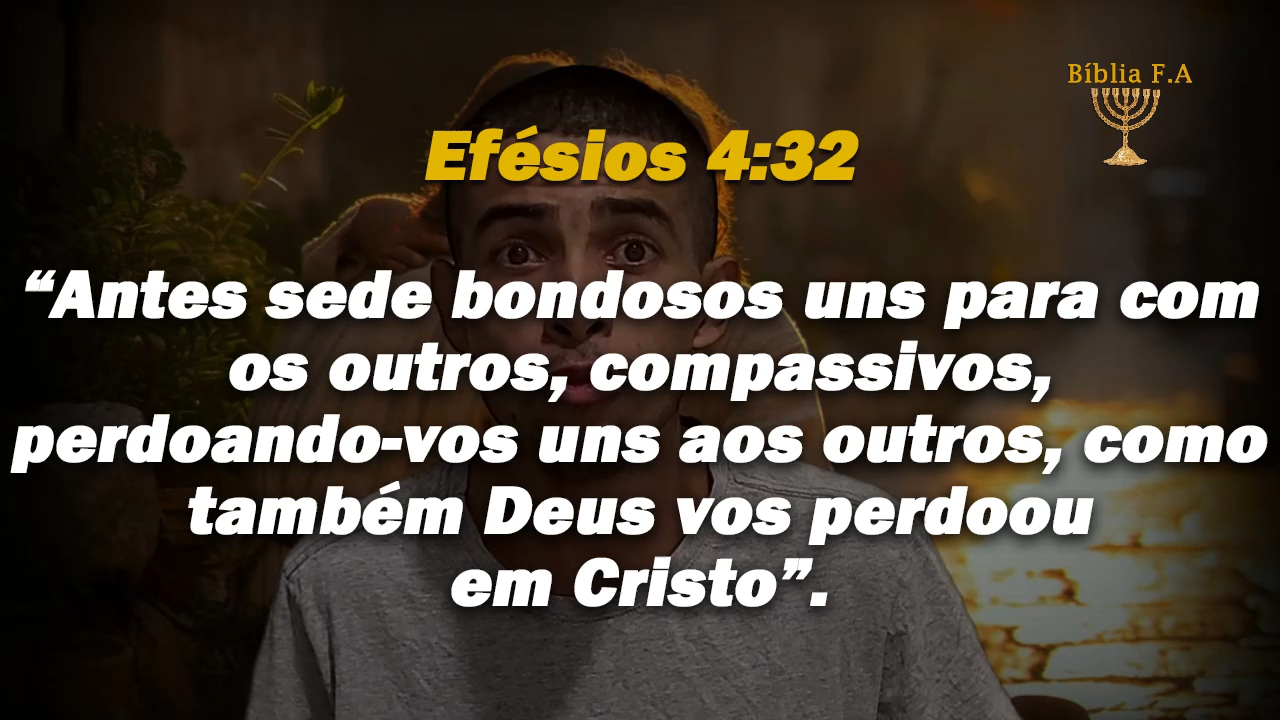 Bíblia F.A
Efésios 4:32
“Antes sede bondosos uns para com
os outros, compassivos,
perdoando-vos uns aos outros, como
também Deus vos perdoou
em Cristo”.